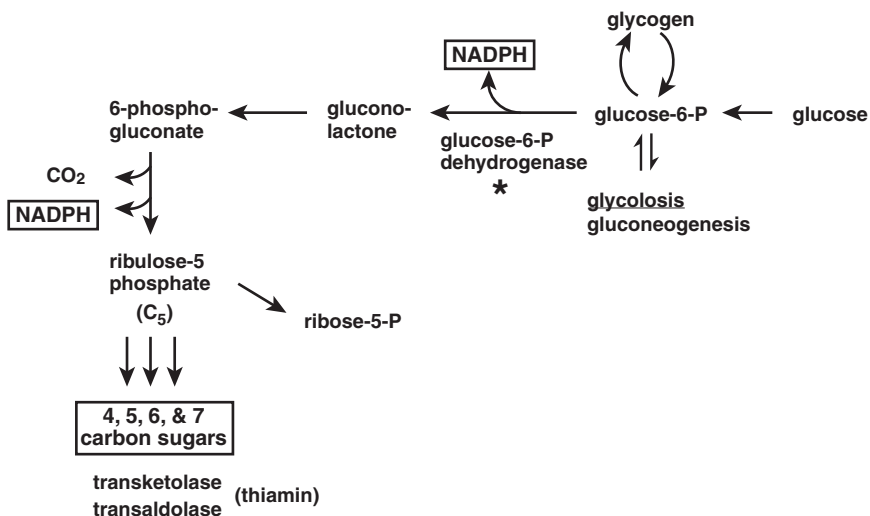 glycogen
NADPH
6-phospho-
gluconate
glucono-
lactone
glucose-6-P
glucose
glucose-6-P
dehydrogenase
*
CO2
NADPH
glycolosis
gluconeogenesis
ribulose-5
phosphate
(C5)
ribose-5-P
4, 5, 6, & 7
carbon sugars
transketolase
transaldolase
(thiamin)